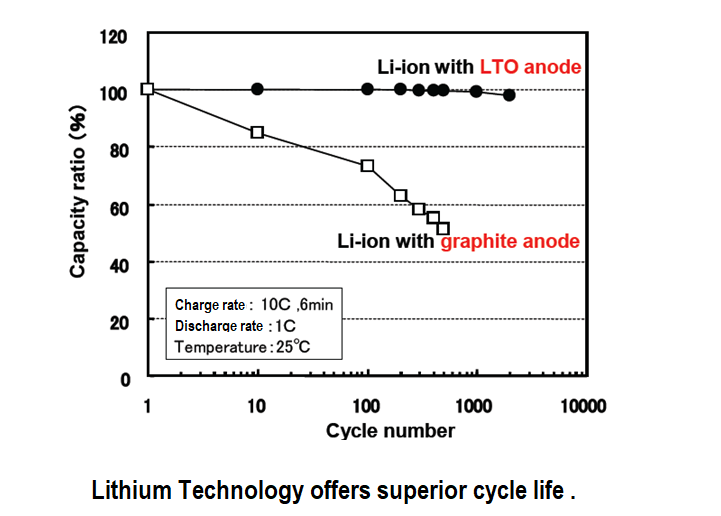 120
Li-ion with LTO anode
100
80
60
Li-ion with graphite anode
40
20
0
Capacity ratio (%)
Charge rate : 10C ,6min
Discharge rate :1C
Temperature:25℃
1 10 100 1000 10000
Cycle number
Lithium Technology offers superior cycle life .